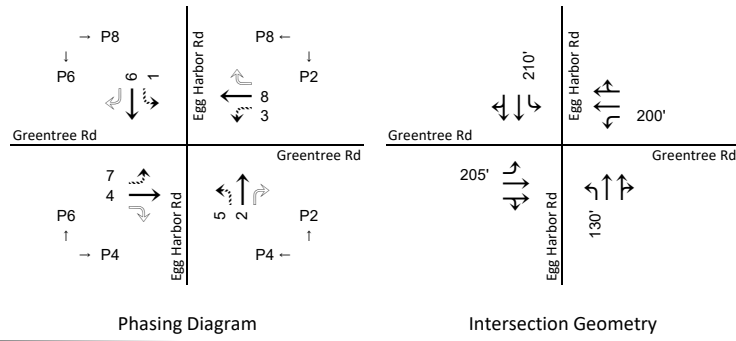 → P8
↓
P6
6 1
Egg Harbor Rd
P8 ←
↓
P2
8
3
Greentree Rd
Greentree Rd
7
4
P6
↑
→ P4
Egg Harbor Rd
5 2
P2
↑
P4 ←
Phasing Diagram
210'
Egg Harbor Rd
200'
Greentree Rd
Greentree Rd
205'
Egg Harbor Rd
130'
Intersection Geometry